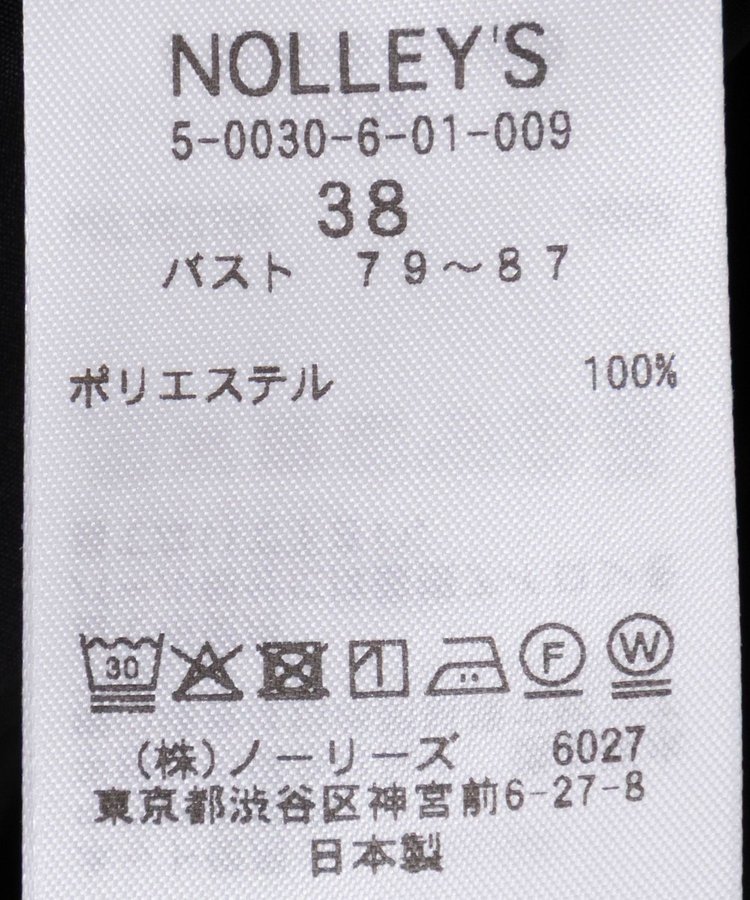 NOLLEY'S
5-0030-6-01-009
38
バスト 79～87
ポリエステル 100%
30 F W
(株)ノーリーズ 6027
東京都渋谷区神宮前6-27-8
日本製